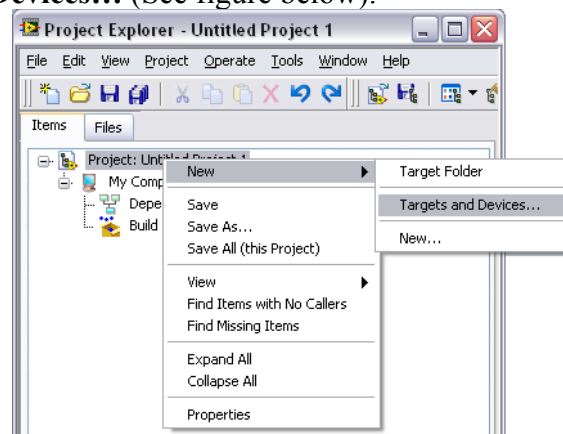 Devices… (See figure below).
Project Explorer - Untitled Project 1
File Edit View Project Operate Tools Window Help
Items Files
Project: Untitled Project 1
My Comp
Depe
Build
New
Save
Save As...
Save All (this Project)
View
Find Items with No Callers
Find Missing Items
Expand All
Collapse All
Properties
Target Folder
Targets and Devices...
New...